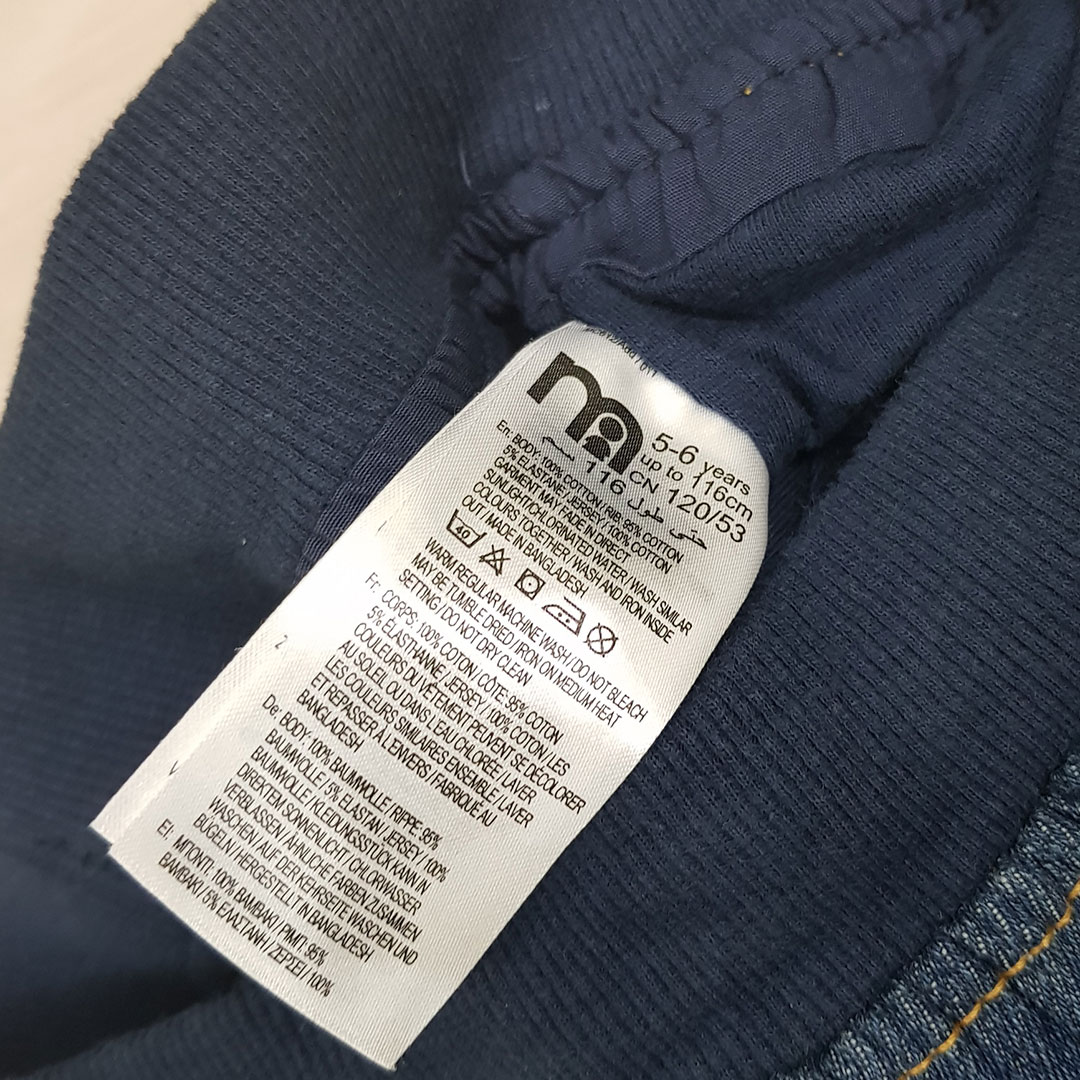 5-6 years
up to 116cm
CN 120/53
حتى طول 116 سم
En: BODY: 100% COTTON / RIB: 95% COTTON
5% ELASTANE / JERSEY / 100% COTTON
GARMENT MAY FADE IN DIRECT
SUNLIGHT/CHLORINATED WATER / WASH SIMILAR
COLOURS TOGETHER / WASH AND IRON INSIDE
OUT / MADE IN BANGLADESH
40
WARM REGULAR MACHINE WASH / DO NOT BLEACH
MAY BE TUMBLE DRIED / IRON ON MEDIUM HEAT
SETTING / DO NOT DRY CLEAN
Fr: CORPS: 100% COTON / CÔTE: 95% COTON
5% ÉLASTHANNE / JERSEY / 100% COTON / LES
COULEURS DU VÊTEMENT PEUVENT SE DÉCOLORER
AU SOLEIL OU DANS L'EAU CHLORÉE / LAVER
LES COULEURS SIMILAIRES ENSEMBLE / LAVER
ET REPASSER À L'ENVERS / FABRIQUÉ AU
BANGLADESH
De: BODY: 100% BAUMWOLLE / RIPPE: 95%
BAUMWOLLE / 5% ELASTAN / JERSEY / 100%
BAUMWOLLE / KLEIDUNGSSTÜCK KANN IN
DIREKTEM SONNENLICHT / CHLORWASSER
VERBLASSEN / ÄHNLICHE FARBEN ZUSAMMEN
WASCHEN / AUF DER KEHRSEITE WASCHEN UND
BÜGELN / HERGESTELLT IN BANGLADESH
El: ΜΠΟΝΤΙ: 100% ΒΑΜΒΑΚΙ / ΡΙΜΠ: 95%
ΒΑΜΒΑΚΙ / 5% ΕΛΑΣΤΑΝΗ / ΖΕΡΣΕΪ / 100%